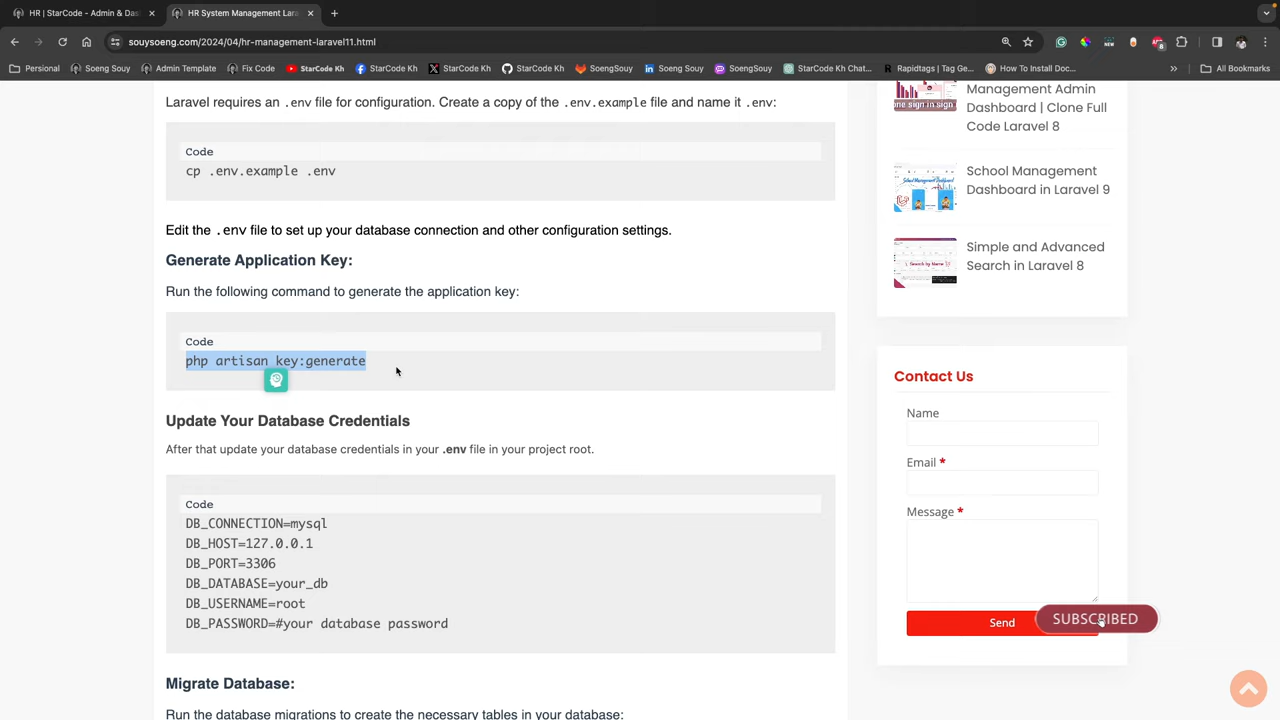 HR | StarCode - Admin & Das
HR System Management Lara
souysoeng.com/2024/04/hr-management-laravel11.html
Personal
Soeng Souy
Admin Template
Fix Code
StarCode Kh
StarCode Kh
StarCode Kh
StarCode Kh
SoengSouy
Soeng Souy
SoengSouy
StarCode Kh Chat...
Rapidtags | Tag Ge...
How To Install Doc...
»
All Bookmarks
Laravel requires an .env file for configuration. Create a copy of the .env.example file and name it .env:
Code
cp .env.example .env
Edit the .env file to set up your database connection and other configuration settings.
Generate Application Key:
Run the following command to generate the application key:
Code
php artisan key:generate
Update Your Database Credentials
After that update your database credentials in your .env file in your project root.
Code
DB_CONNECTION=mysql
DB_HOST=127.0.0.1
DB_PORT=3306
DB_DATABASE=your_db
DB_USERNAME=root
DB_PASSWORD=#your database password
Migrate Database:
Run the database migrations to create the necessary tables in your database:
Management Admin
Dashboard | Clone Full
Code Laravel 8
School Management
Dashboard in Laravel 9
Simple and Advanced
Search in Laravel 8
Contact Us
Name
Email *
Message *
Send
SUBSCRIBED